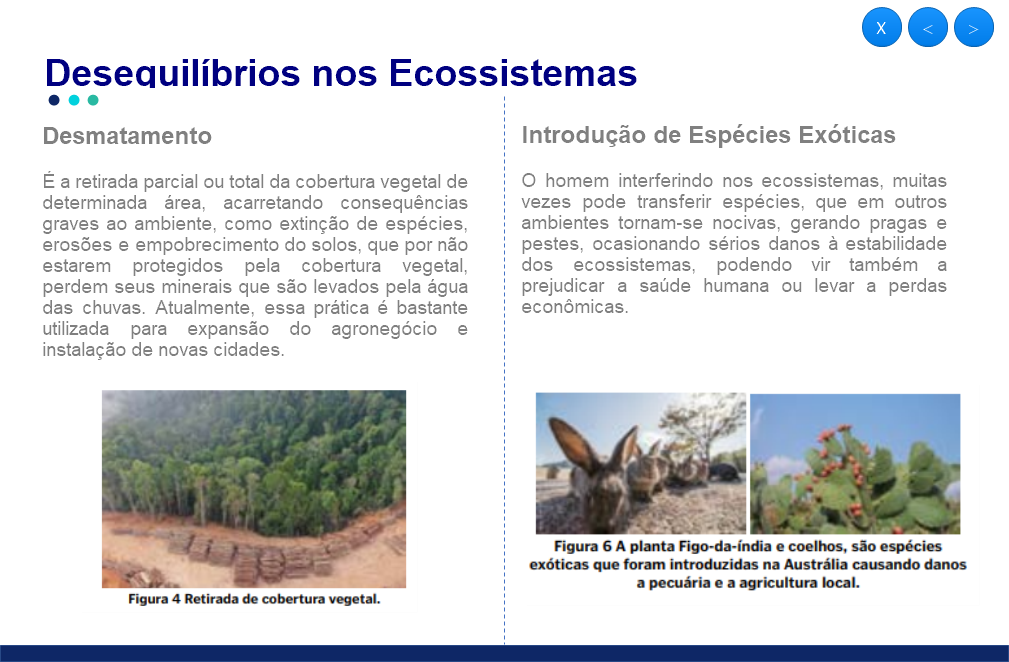 X < >
Desequilíbrios nos Ecossistemas
Desmatamento
É a retirada parcial ou total da cobertura vegetal de
determinada área, acarretando consequências
graves ao ambiente, como extinção de espécies,
erosões e empobrecimento do solos, que por não
estarem protegidos pela cobertura vegetal,
perdem seus minerais que são levados pela água
das chuvas. Atualmente, essa prática é bastante
utilizada para expansão do agronegócio e
instalação de novas cidades.
Figura 4 Retirada de cobertura vegetal.
Introdução de Espécies Exóticas
O homem interferindo nos ecossistemas, muitas
vezes pode transferir espécies, que em outros
ambientes tornam-se nocivas, gerando pragas e
pestes, ocasionando sérios danos à estabilidade
dos ecossistemas, podendo vir também a
prejudicar a saúde humana ou levar a perdas
econômicas.
Figura 6 A planta Figo-da-índia e coelhos, são espécies
exóticas que foram introduzidas na Austrália causando danos
a pecuária e a agricultura local.